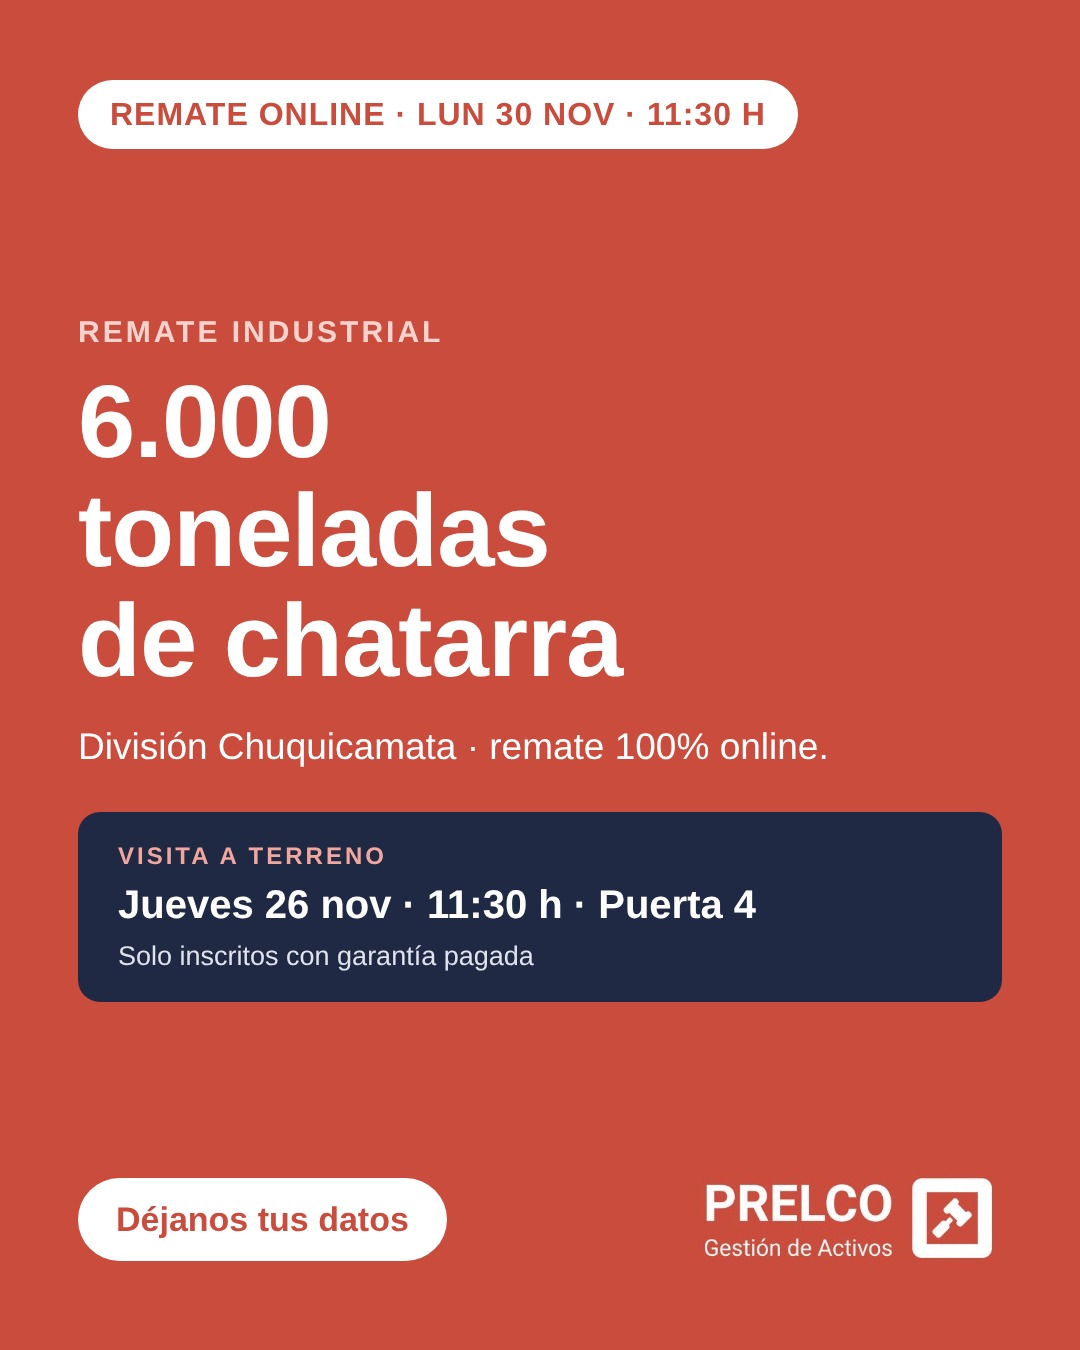 REMATE ONLINE · LUN 30 NOV · 11:30 H
REMATE INDUSTRIAL
6.000
toneladas
de chatarra
División Chuquicamata · remate 100% online.
VISITA A TERRENO
Jueves 26 nov · 11:30 h · Puerta 4
Solo inscritos con garantía pagada
Déjanos tus datos
PRELCO
Gestión de Activos